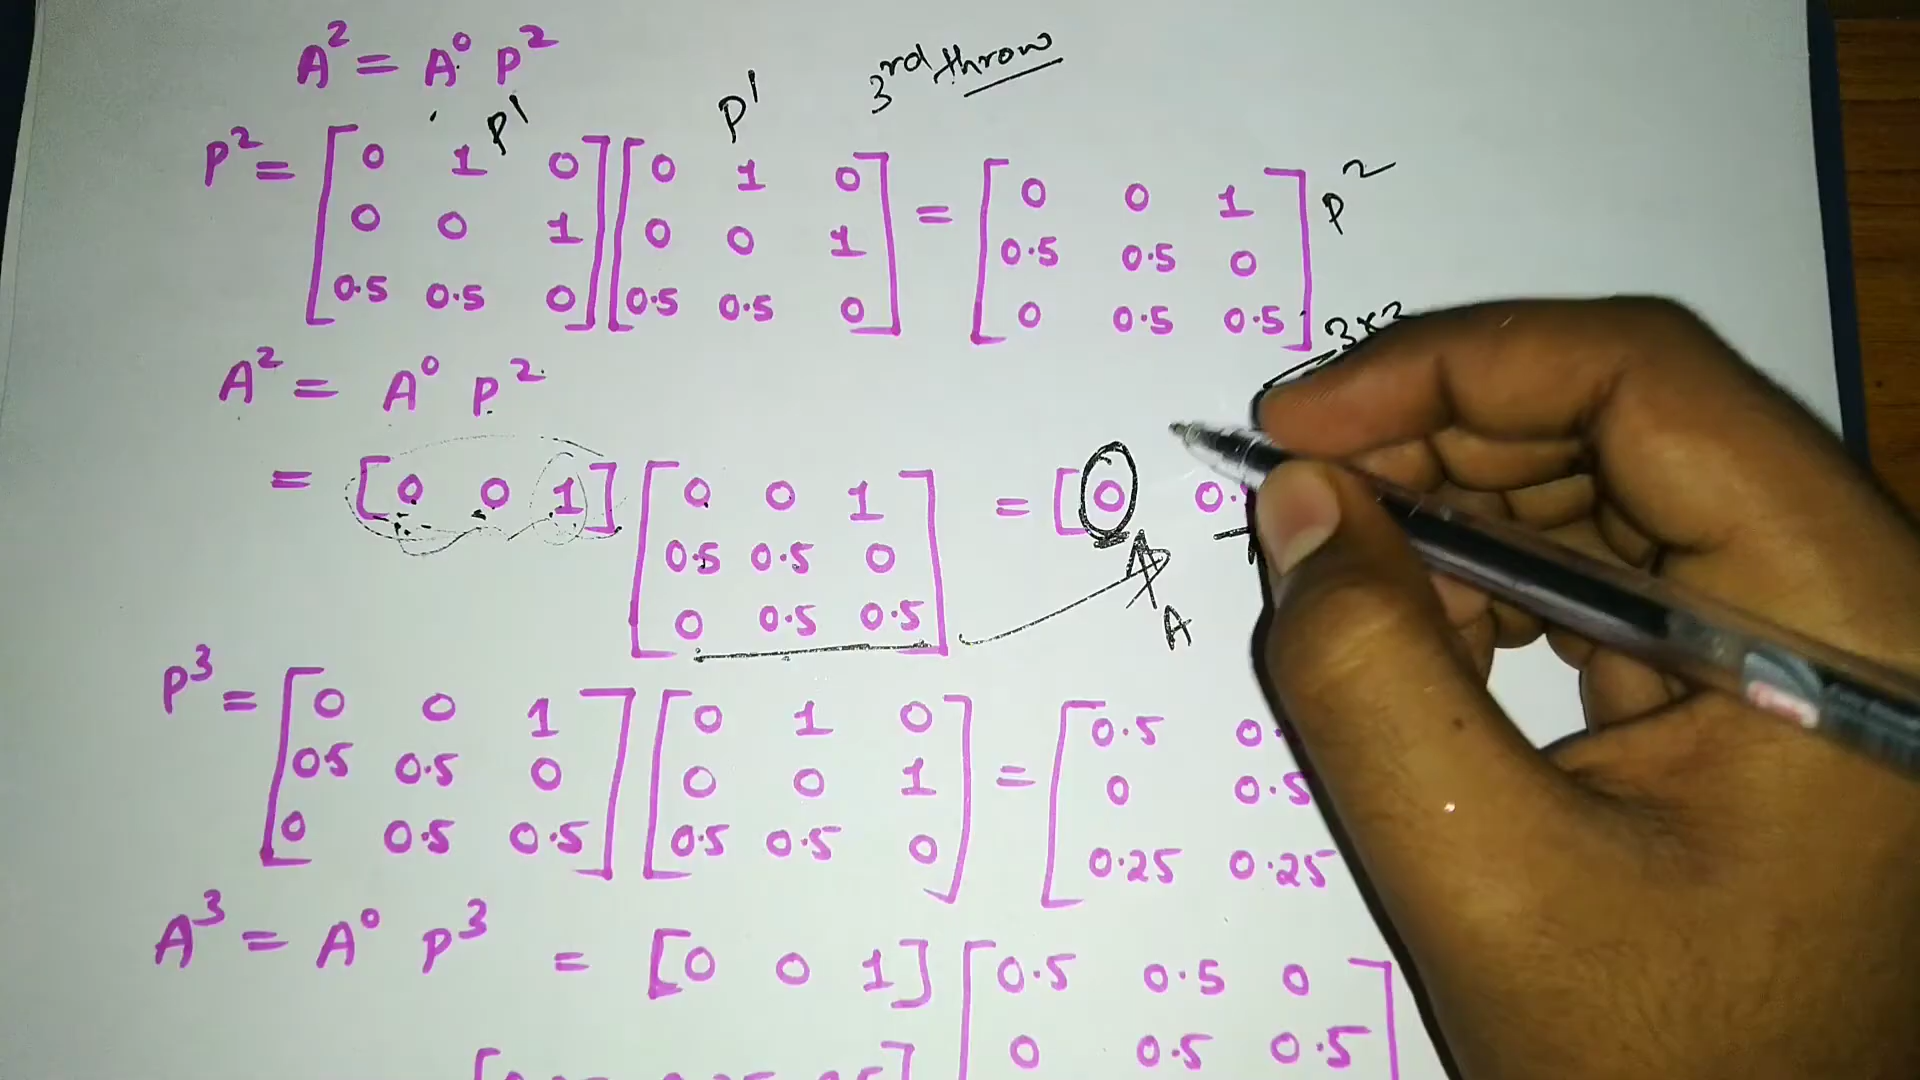 A² = A⁰ P²
3rd throw
P¹ P¹
P² = [0 1 0] [0 1 0] = [0 0 1] P²
[0 0 1] [0 0 1] [0.5 0.5 0]
[0.5 0.5 0] [0.5 0.5 0] [0 0.5 0.5]
A² = A⁰ P²
= [0 0 1] [0 0 1] = [0
[0.5 0.5 0]
[0 0.5 0.5]
A
P³ = [0 0 1] [0 1 0] = [0.5
[0.5 0.5 0] [0 0 1] [0 0.5
[0 0.5 0.5] [0.5 0.5 0] [0.25 0.25
A³ = A⁰ P³ = [0 0 1] [0.5 0.5 0]
[0 0.5 0.5]